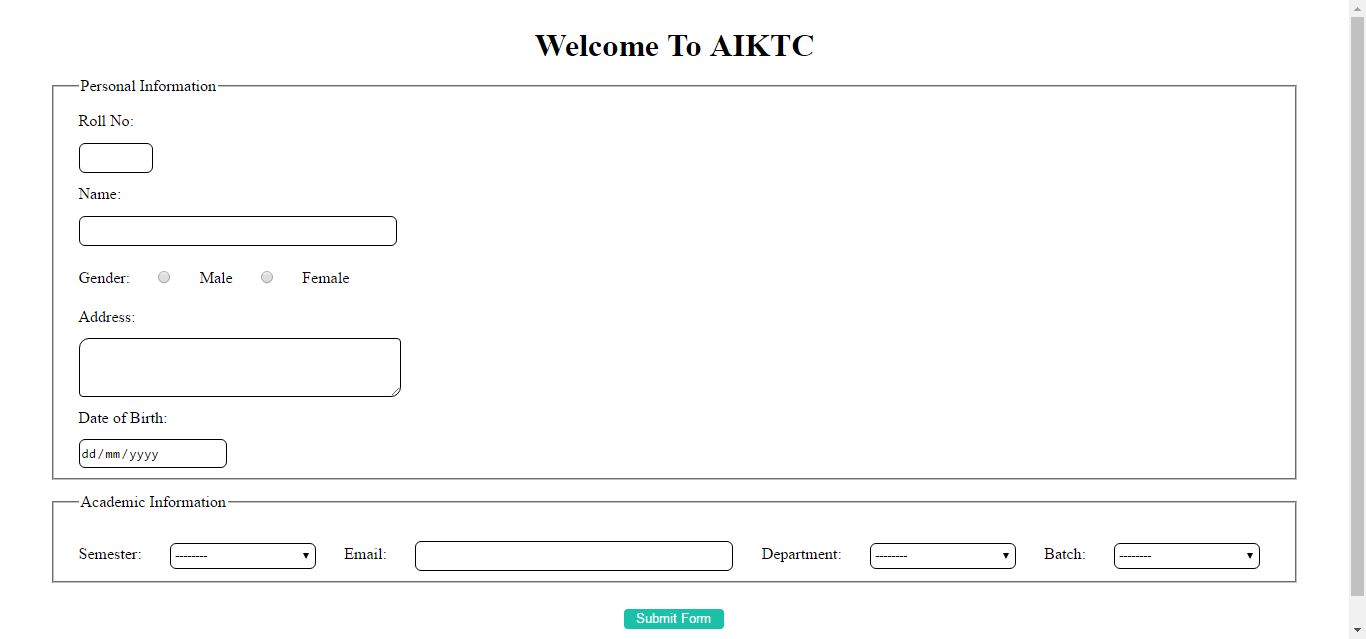 Welcome To AIKTC
Personal Information
Roll No:
Name:
Gender: Male Female
Address:
Date of Birth:
dd/mm/yyyy
Academic Information
Semester: -------- Email: Department: -------- Batch: --------
Submit Form